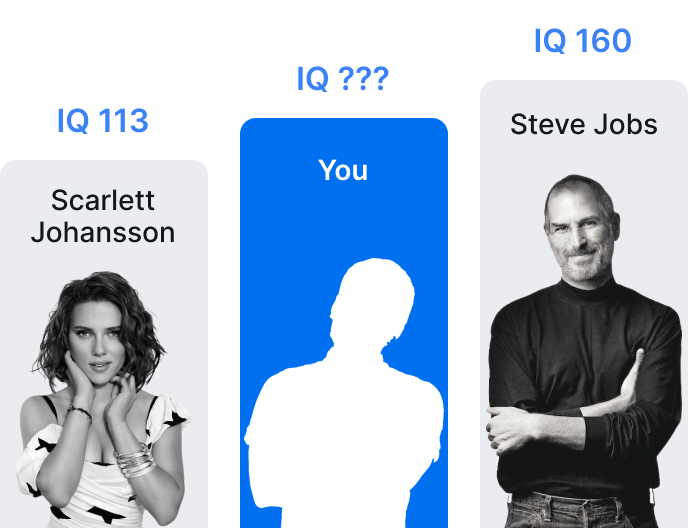 IQ 113
Scarlett
Johansson
IQ ???
You
IQ 160
Steve Jobs